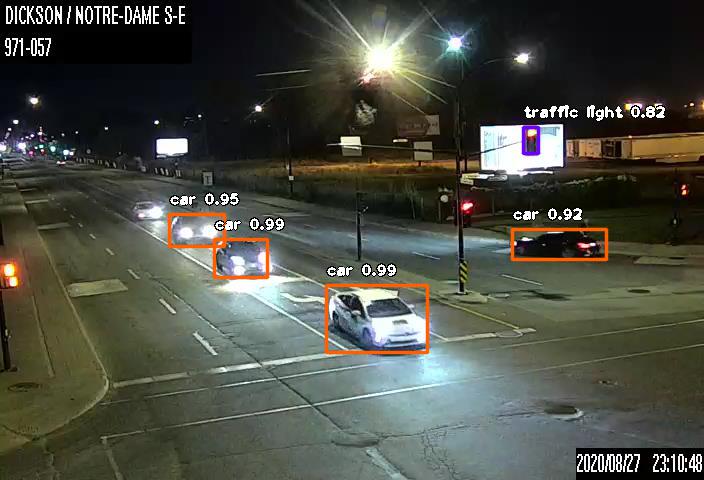 DICKSON / NOTRE-DAME S-E
971-057
traffic light 0.82
car 0.95
car 0.99
car 0.92
car 0.99
2020/08/27 23:10:48